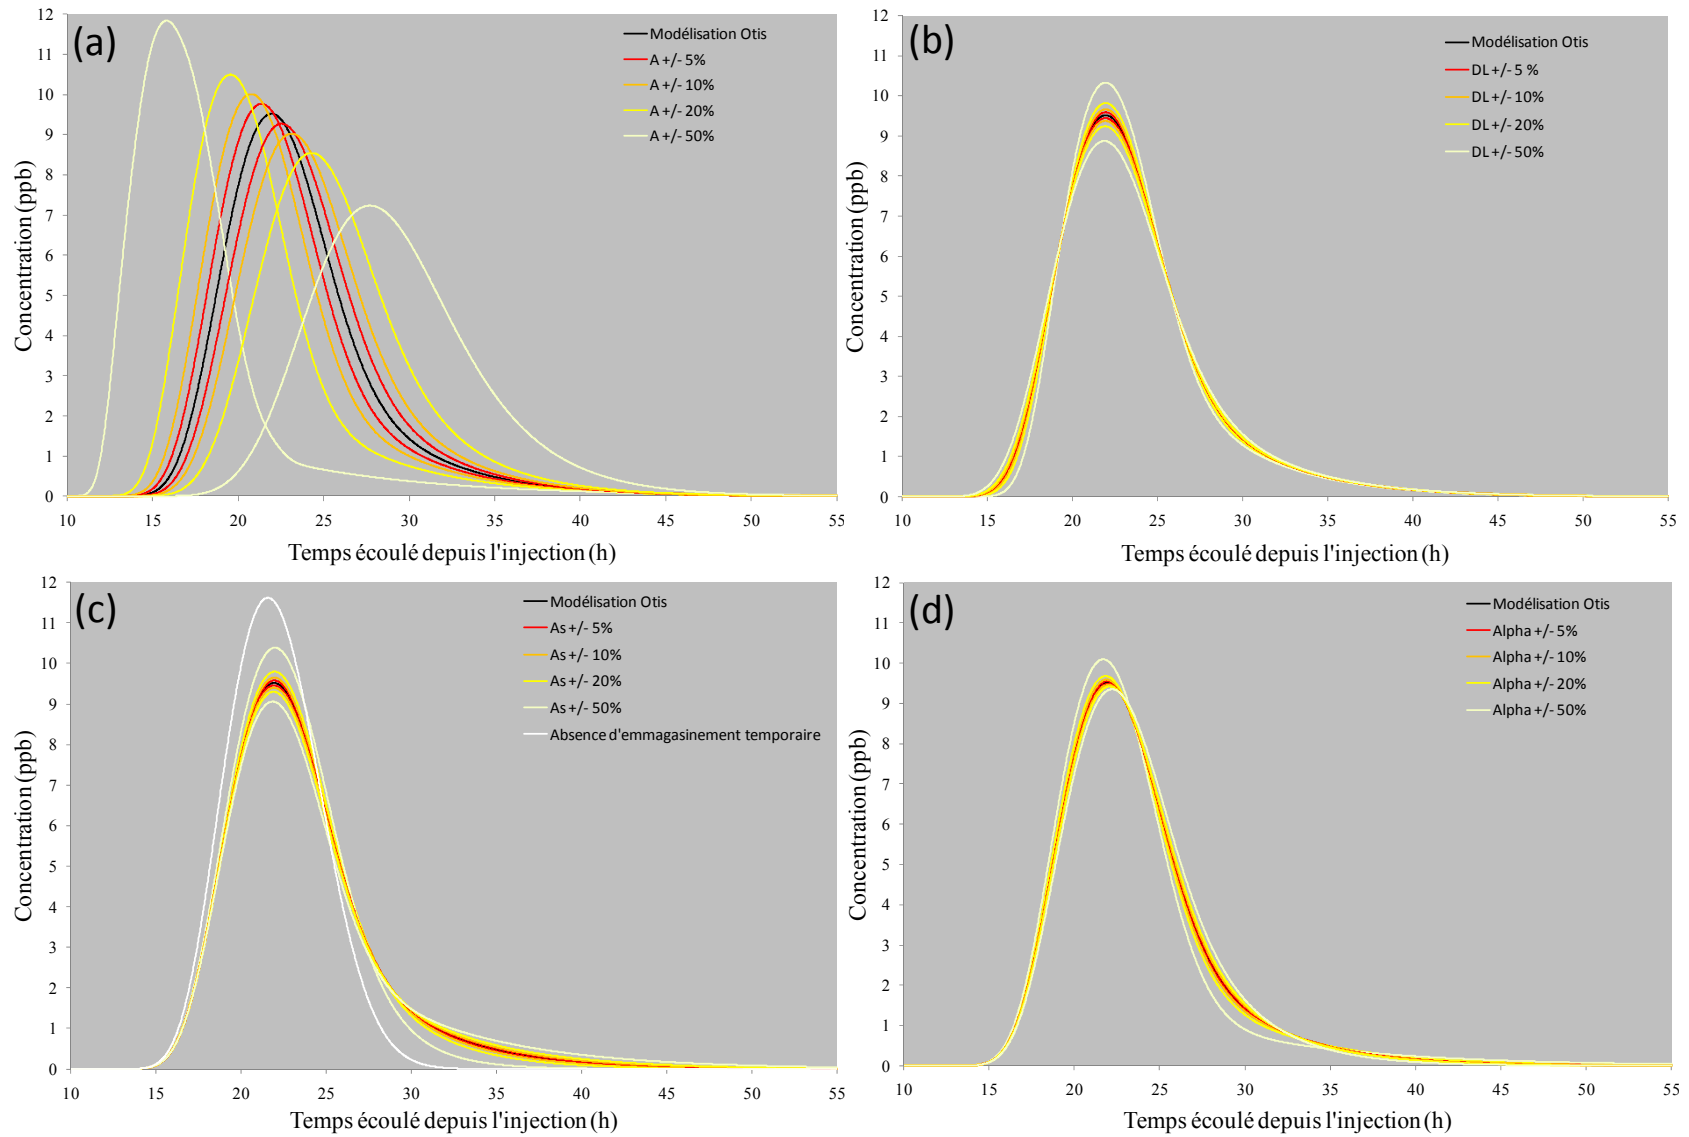 (a)
Modélisation Otis
A +/- 5%
A +/- 10%
A +/- 20%
A +/- 50%
Concentration (ppb)
12
11
10
9
8
7
6
5
4
3
2
1
0
10 15 20 25 30 35 40 45 50 55
Temps écoulé depuis l'injection (h)
(b)
Modélisation Otis
DL +/- 5 %
DL +/- 10%
DL +/- 20%
DL +/- 50%
Concentration (ppb)
12
11
10
9
8
7
6
5
4
3
2
1
0
10 15 20 25 30 35 40 45 50 55
Temps écoulé depuis l'injection (h)
(c)
Modélisation Otis
As +/- 5%
As +/- 10%
As +/- 20%
As +/- 50%
Absence d'emmagasinement temporaire
Concentration (ppb)
12
11
10
9
8
7
6
5
4
3
2
1
0
10 15 20 25 30 35 40 45 50 55
Temps écoulé depuis l'injection (h)
(d)
Modélisation Otis
Alpha +/- 5%
Alpha +/- 10%
Alpha +/- 20%
Alpha +/- 50%
Concentration (ppb)
12
11
10
9
8
7
6
5
4
3
2
1
0
10 15 20 25 30 35 40 45 50 55
Temps écoulé depuis l'injection (h)